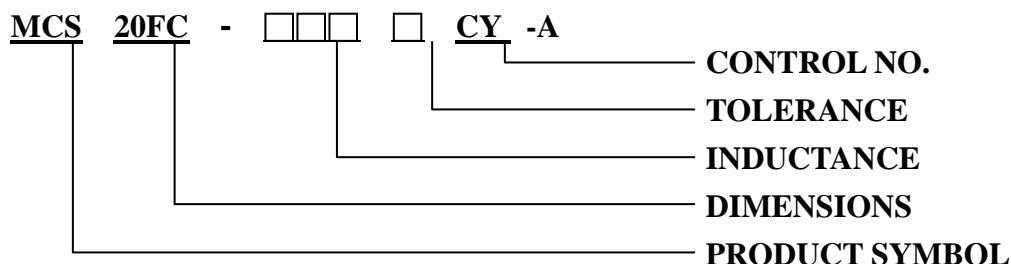 MCS 20FC - □□□ □ CY -A
CONTROL NO.
TOLERANCE
INDUCTANCE
DIMENSIONS
PRODUCT SYMBOL